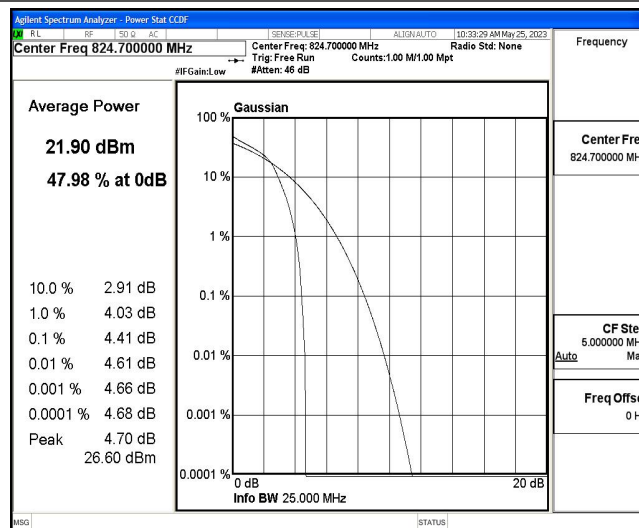 Agilent Spectrum Analyzer - Power Stat CCDF
RL RF 50 Ω AC SENSE:PULSE ALIGN AUTO 10:33:29 AM May 25, 2023
Center Freq 824.700000 MHz
Center Freq: 824.700000 MHz Radio Std: None
Trig: Free Run Counts:1.00 M/1.00 Mpt
#IFGain:Low #Atten: 46 dB
Frequency
Average Power
21.90 dBm
47.98 % at 0dB
10.0 % 2.91 dB
1.0 % 4.03 dB
0.1 % 4.41 dB
0.01 % 4.61 dB
0.001 % 4.66 dB
0.0001 % 4.68 dB
Peak 4.70 dB
26.60 dBm
Gaussian
100 %
10 %
1 %
0.1 %
0.01 %
0.001 %
0.0001 %
0 dB 20 dB
Info BW 25.000 MHz
Center Fre
824.700000 MH
CF Ste
5.000000 MH
Auto Ma
Freq Offse
0 H
MSG STATUS